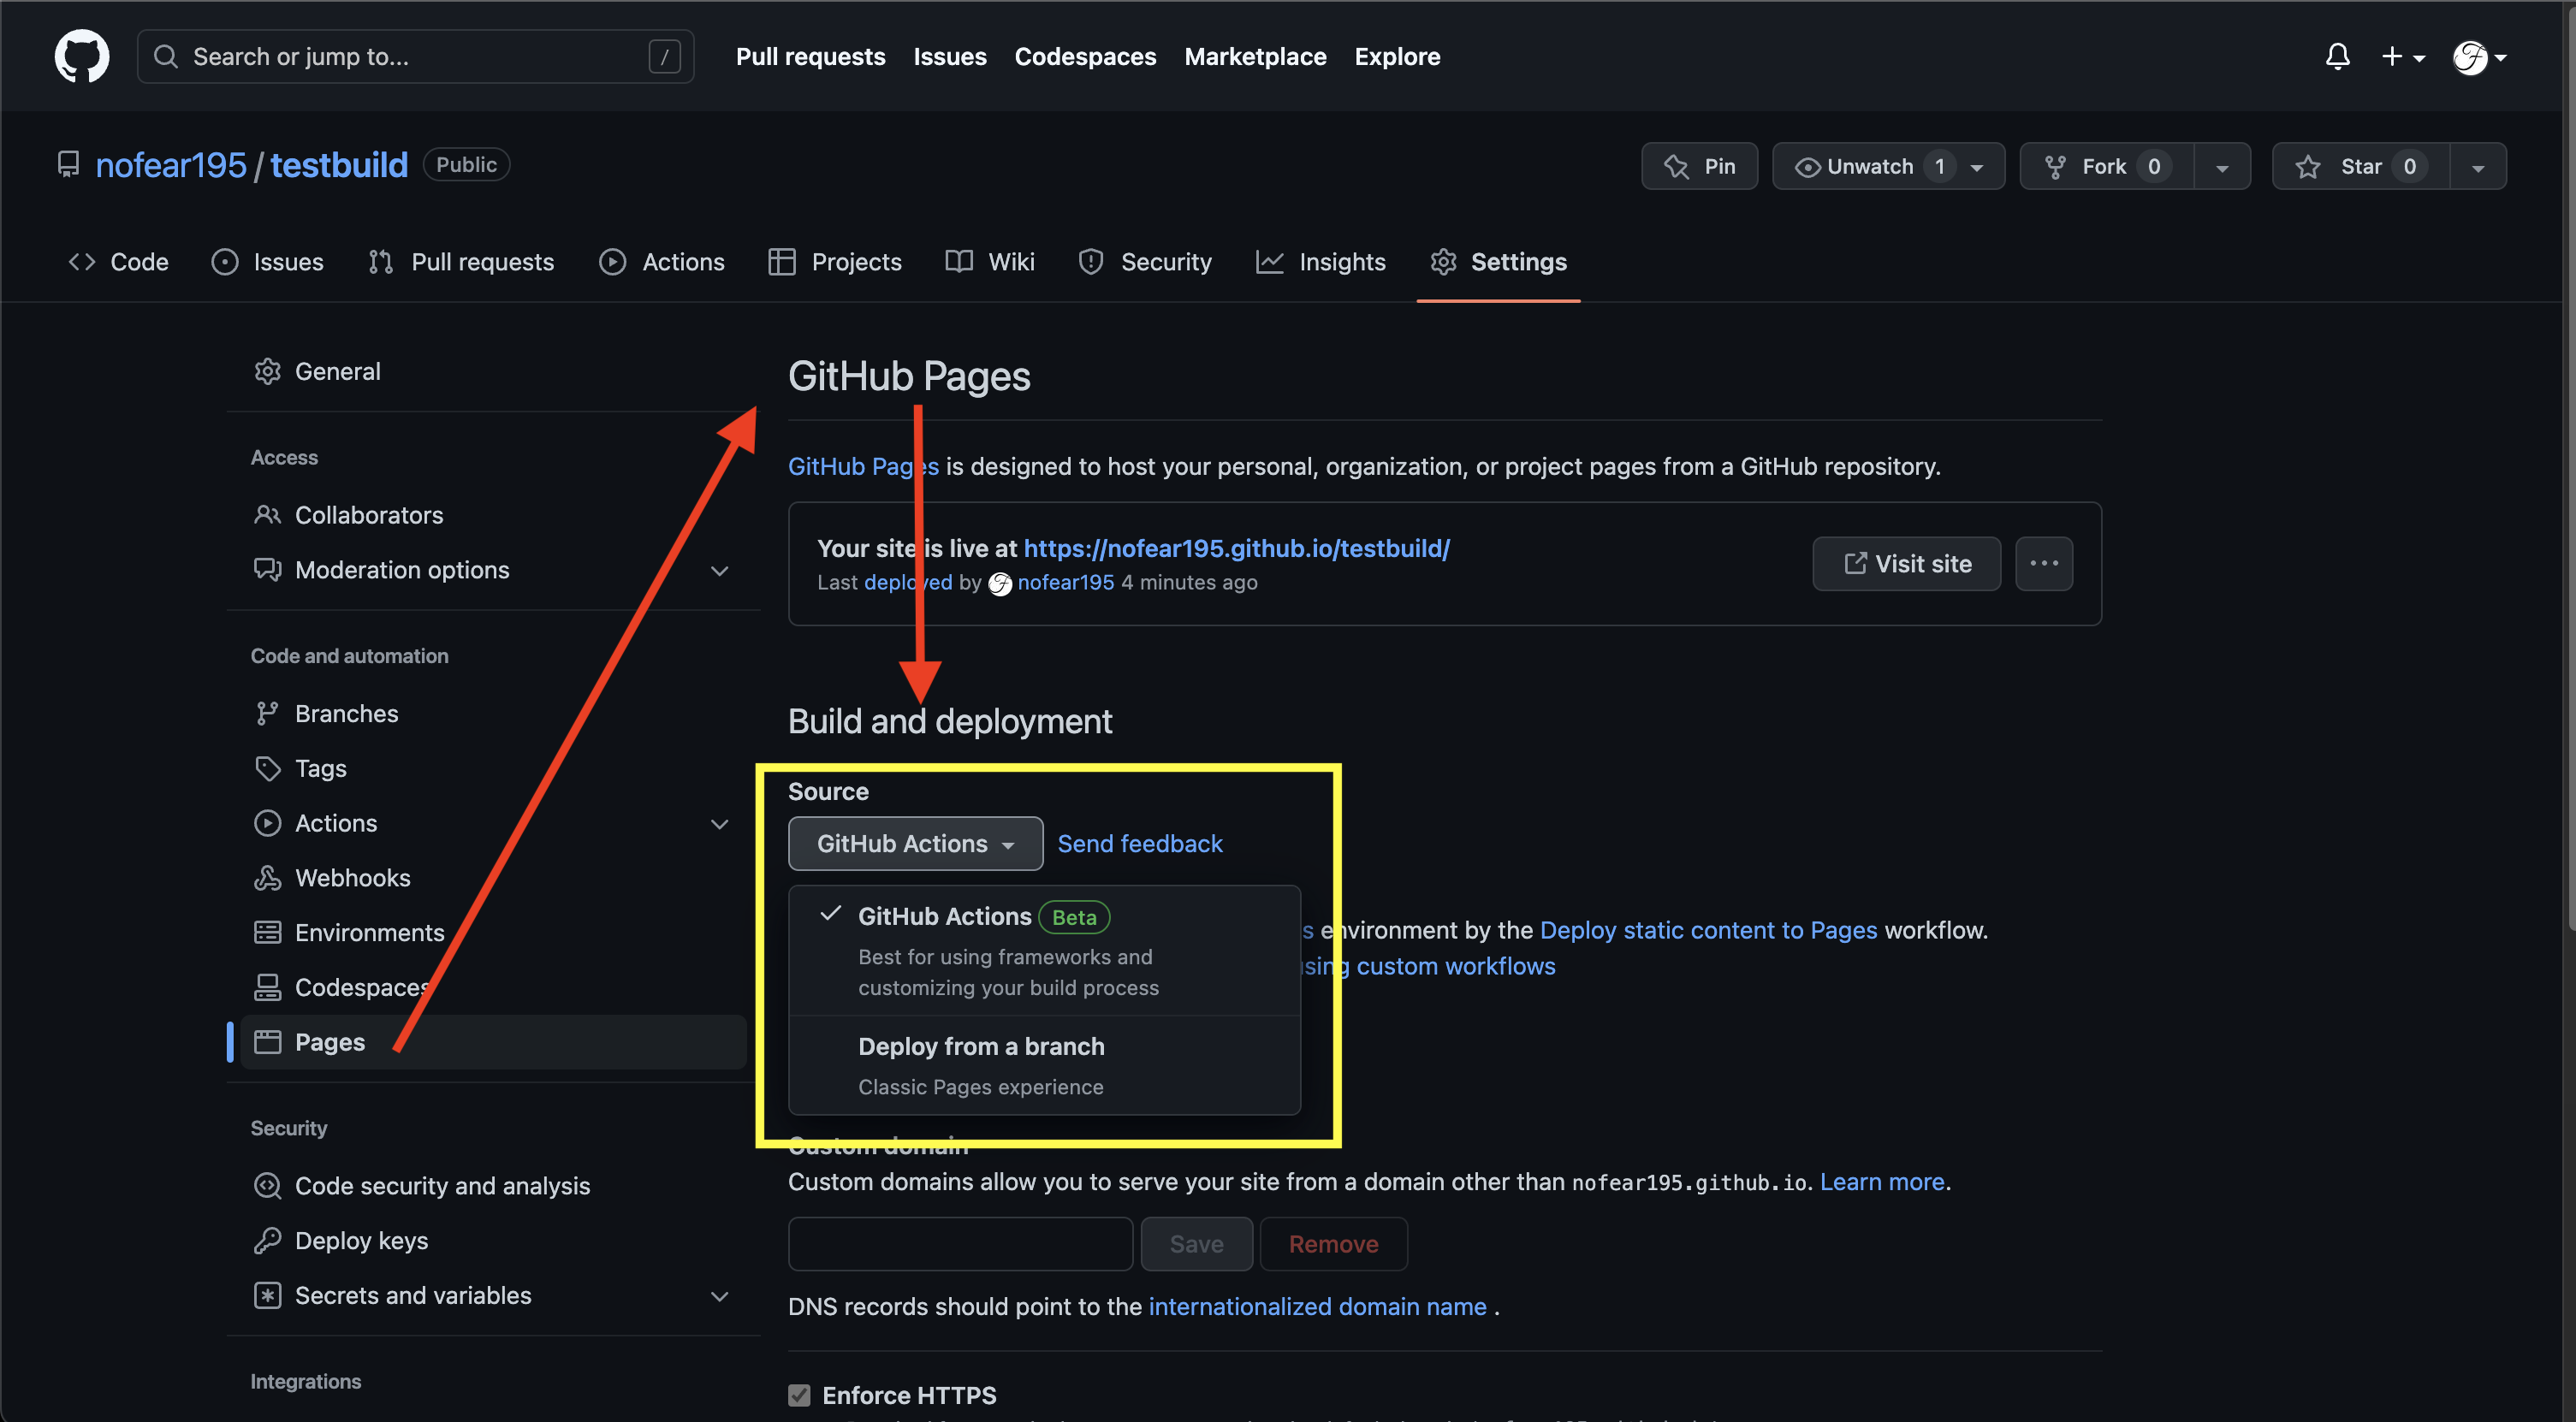 Search or jump to... /
Pull requests Issues Codespaces Marketplace Explore
nofear195 / testbuild Public
Pin Unwatch 1 Fork 0 Star 0
Code Issues Pull requests Actions Projects Wiki Security Insights Settings
General
Access
Collaborators
Moderation options
Code and automation
Branches
Tags
Actions
Webhooks
Environments
Codespaces
Pages
Security
Code security and analysis
Deploy keys
Secrets and variables
Integrations
GitHub Pages
GitHub Pages is designed to host your personal, organization, or project pages from a GitHub repository.
Your site is live at https://nofear195.github.io/testbuild/
Last deployed by nofear195 4 minutes ago
Visit site
Build and deployment
Source
GitHub Actions Send feedback
GitHub Actions Beta
Best for using frameworks and
customizing your build process
Deploy from a branch
Classic Pages experience
environment by the Deploy static content to Pages workflow.
custom workflows
Custom domain
Custom domains allow you to serve your site from a domain other than nofear195.github.io. Learn more.
Save Remove
DNS records should point to the internationalized domain name .
Enforce HTTPS